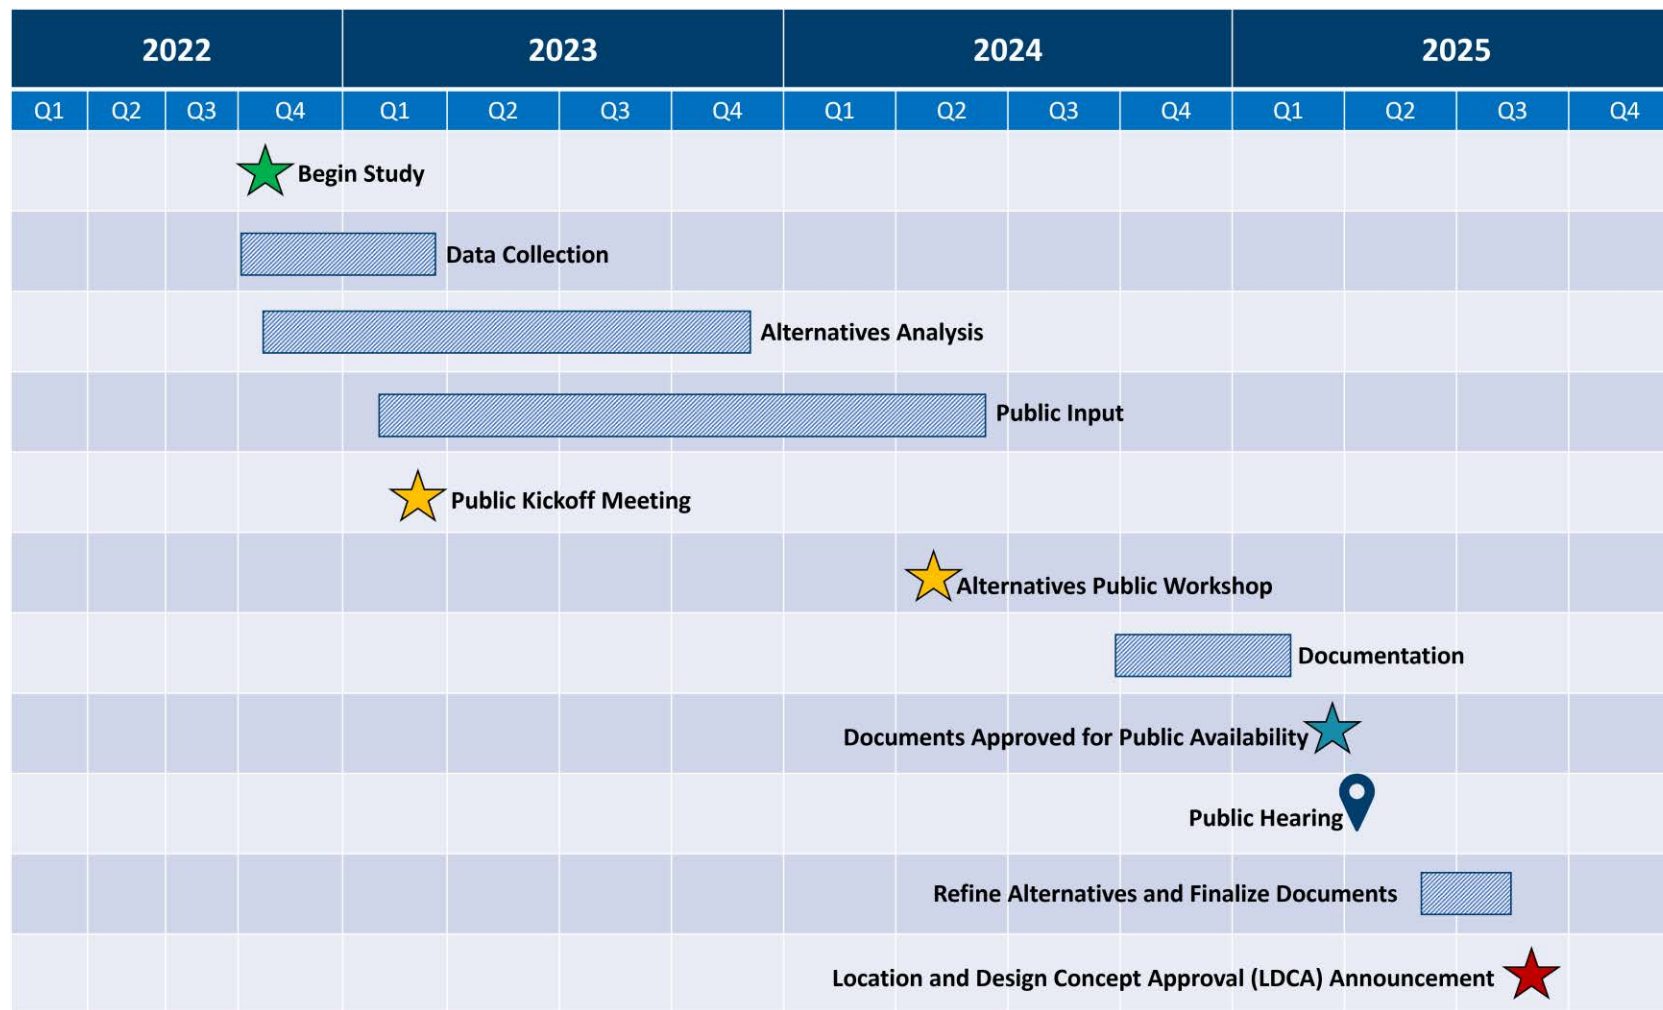 2022 2023 2024 2025
Q1 Q2 Q3 Q4 Q1 Q2 Q3 Q4 Q1 Q2 Q3 Q4 Q1 Q2 Q3 Q4
Begin Study
Data Collection
Alternatives Analysis
Public Input
Public Kickoff Meeting
Alternatives Public Workshop
Documentation
Documents Approved for Public Availability
Public Hearing
Refine Alternatives and Finalize Documents
Location and Design Concept Approval (LDCA) Announcement